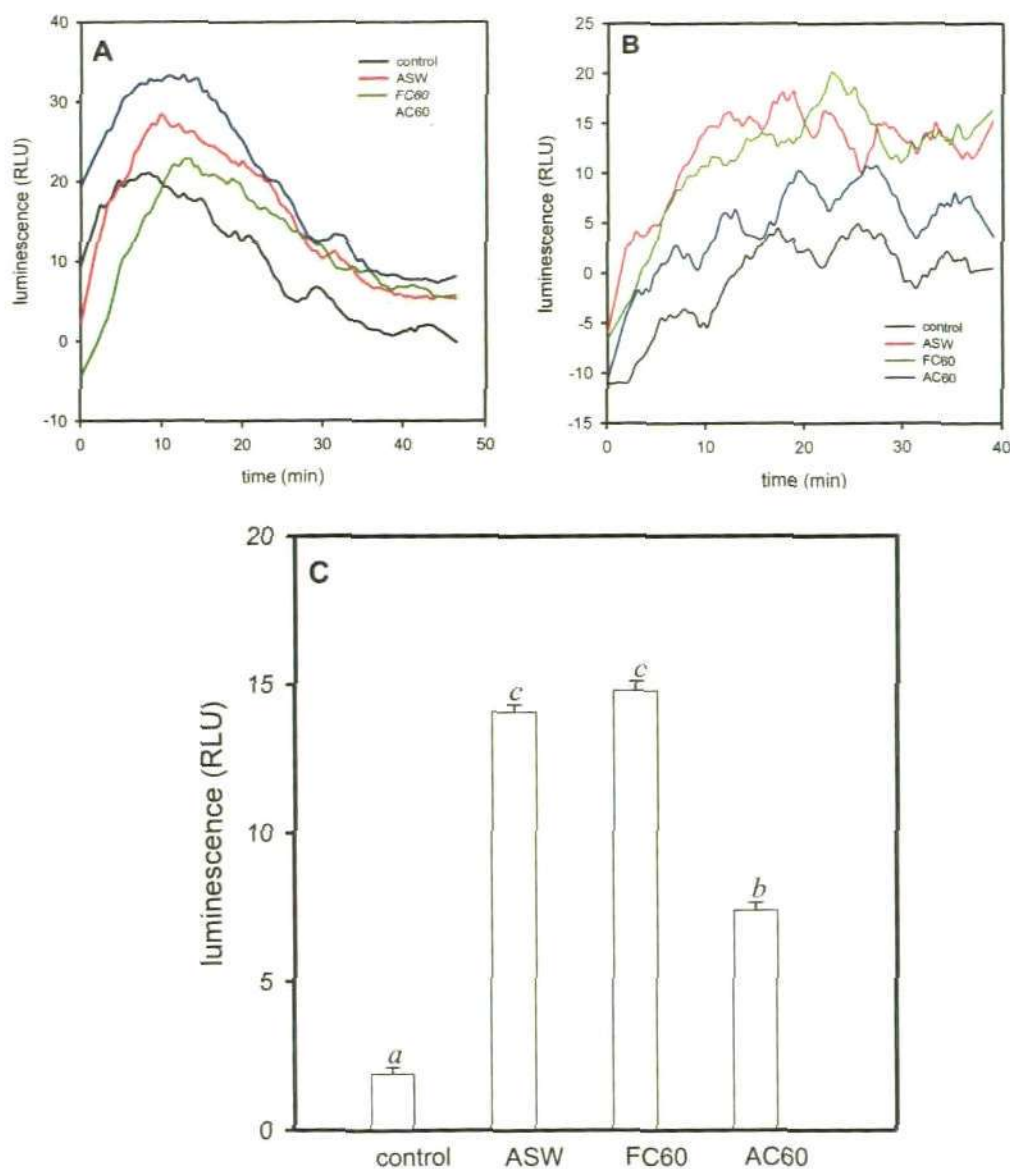 A
control
ASW
FC60
AC60
luminescence (RLU)
40
30
20
10
0
-10
0 10 20 30 40 50
time (min)
B
luminescence (RLU)
25
20
15
10
5
0
-5
-10
-15
control
ASW
FC60
AC60
0 10 20 30 40
time (min)
C
luminescence (RLU)
20
15
10
5
0
a
c
c
b
control ASW FC60 AC60